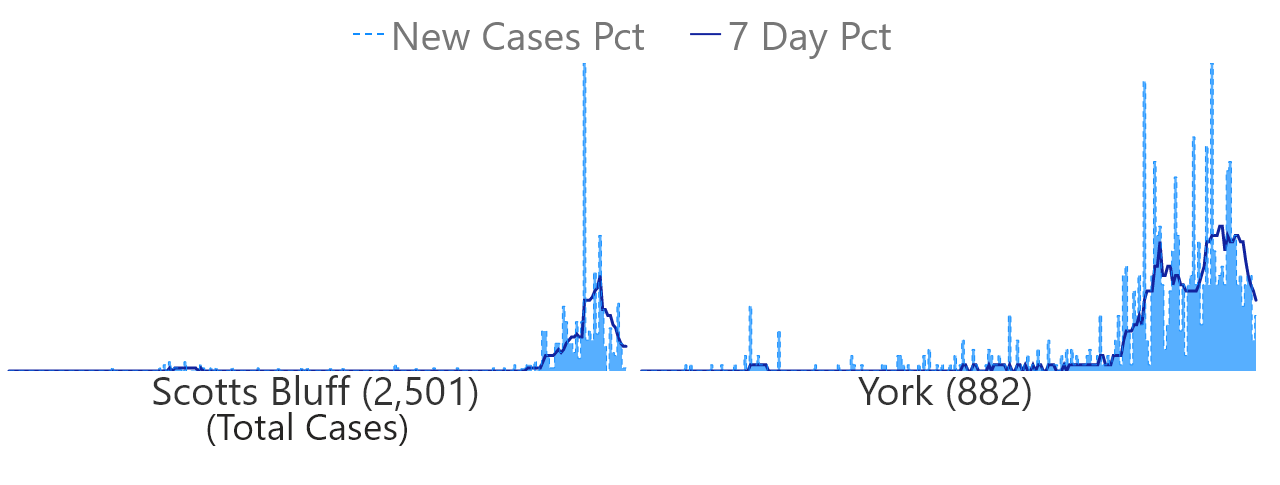 New Cases Pct 7 Day Pct
Scotts Bluff (2,501)
(Total Cases)
York (882)